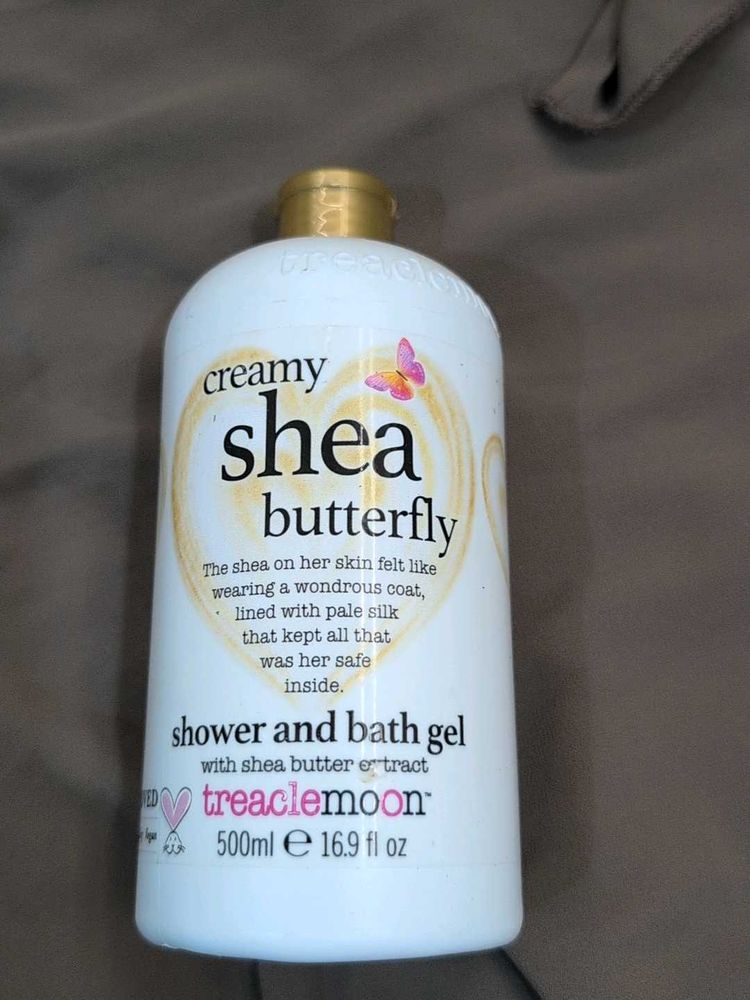 treaclemoon
creamy
shea
butterfly
The shea on her skin felt like
wearing a wondrous coat,
lined with pale silk
that kept all that
was her safe
inside.
shower and bath gel
with shea butter extract
treaclemoon™
500ml ℮ 16.9 fl oz